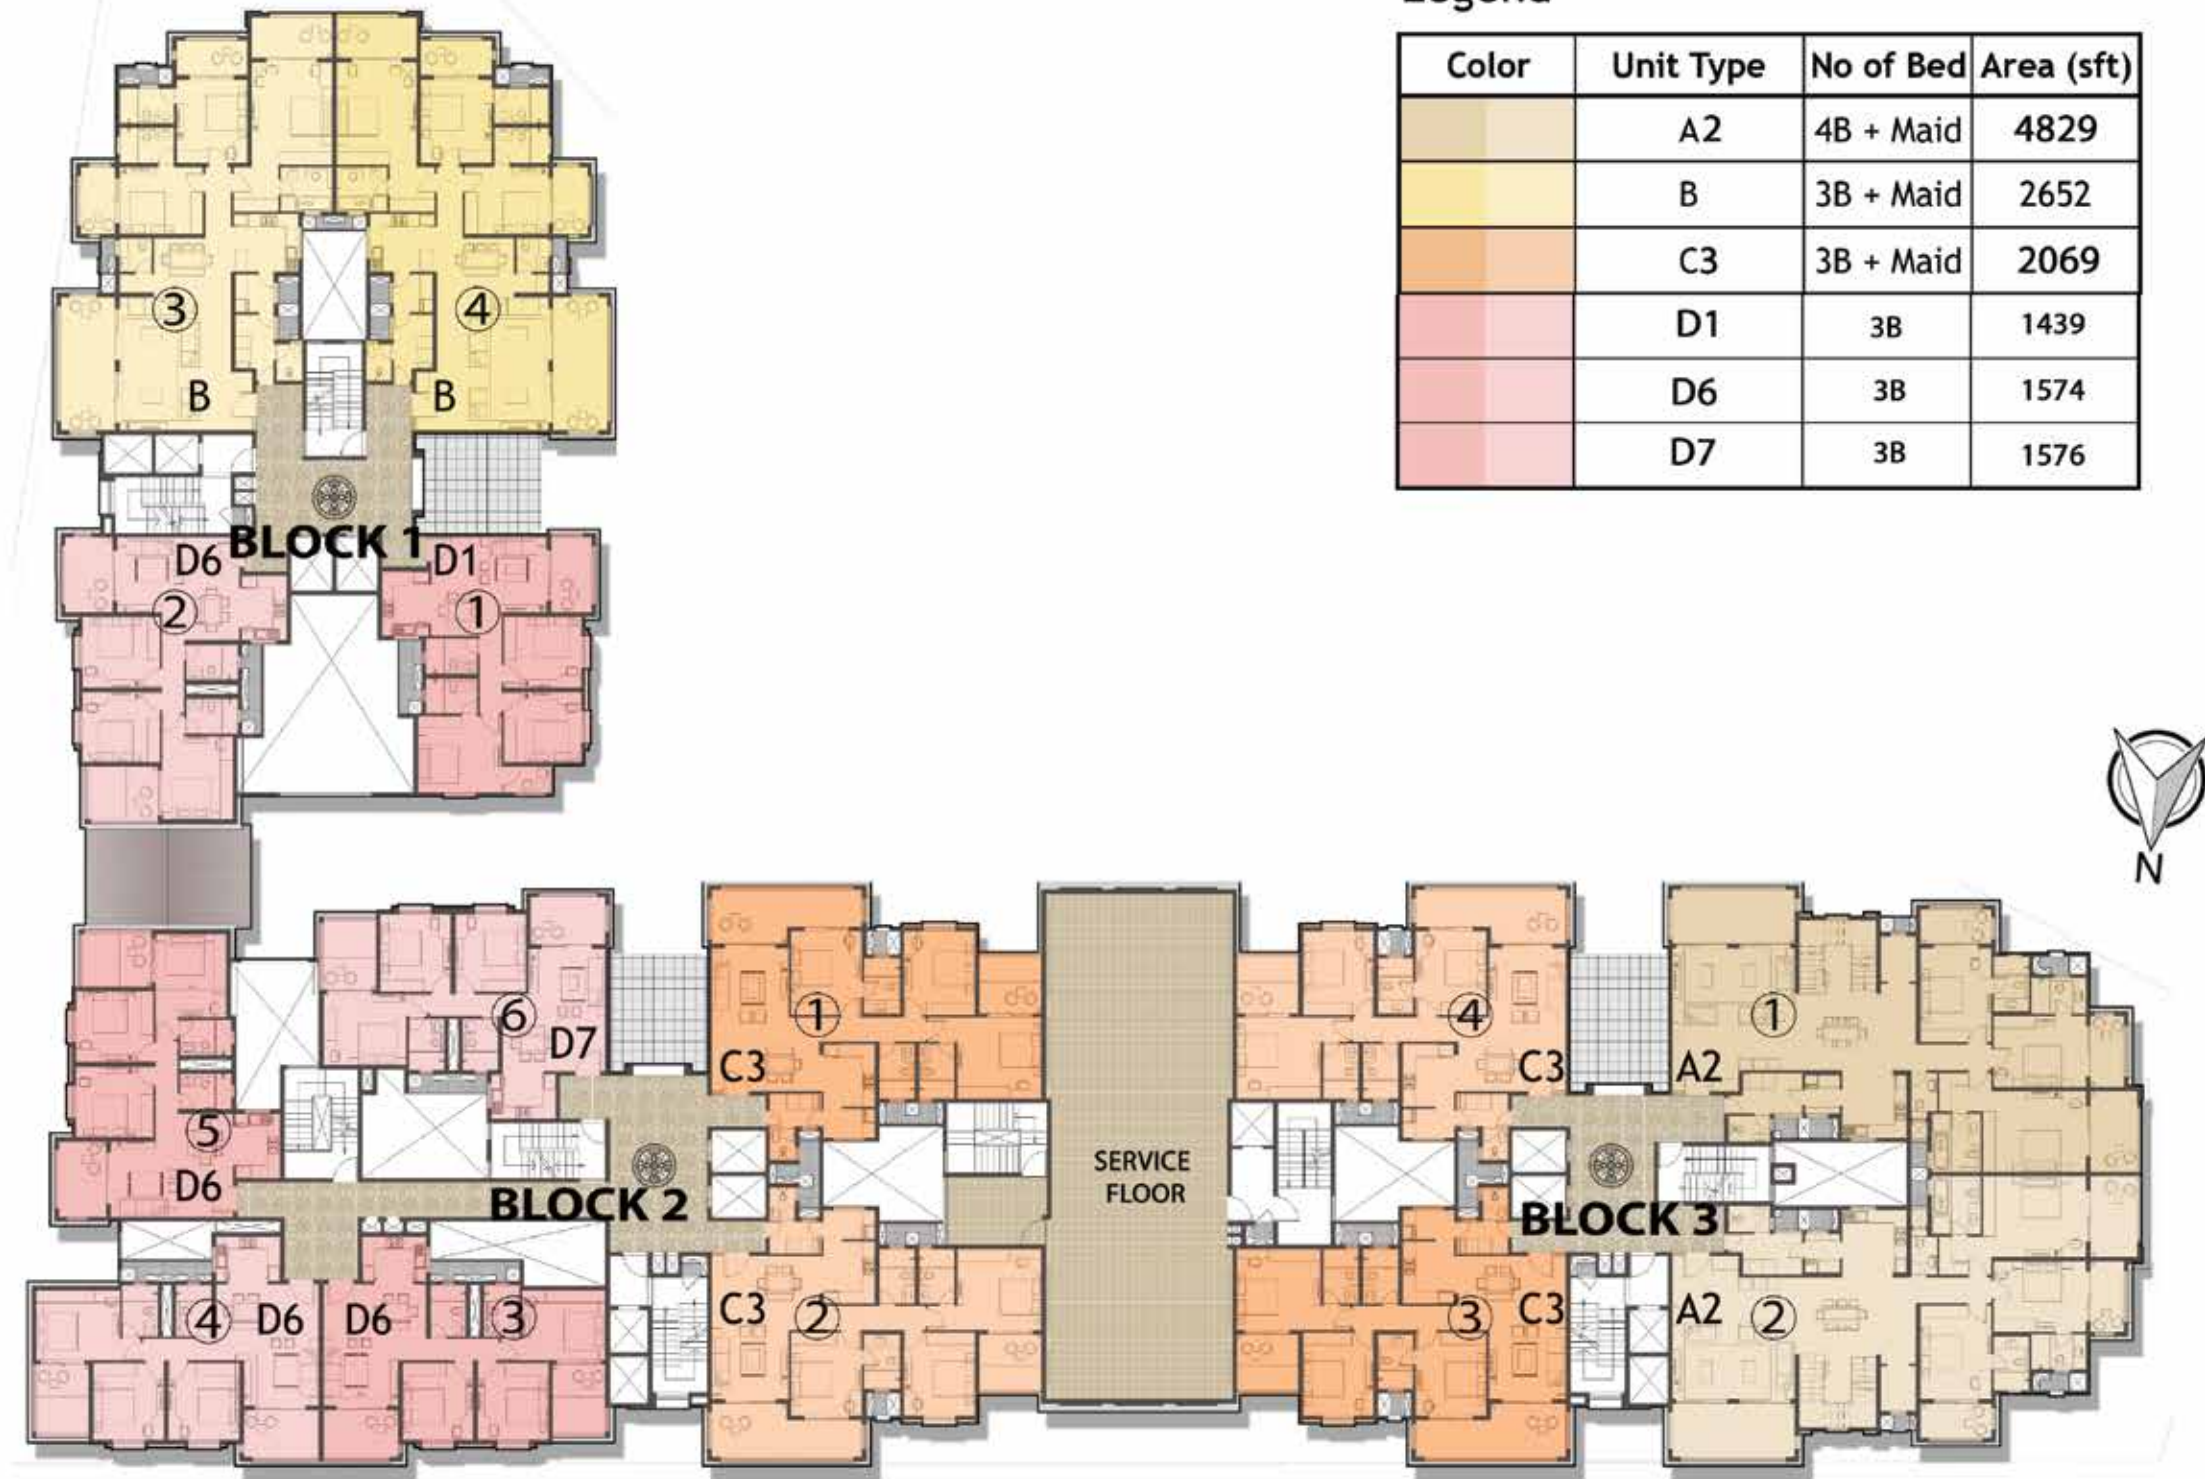 Legend
Color Unit Type No of Bed Area (sft)
A2 4B + Maid 4829
B 3B + Maid 2652
C3 3B + Maid 2069
D1 3B 1439
D6 3B 1574
D7 3B 1576
3 4
B B
BLOCK 1
D6 D1
2 1
N
6 1 4 1
D7 C3 C3 A2
5
D6
SERVICE
FLOOR
BLOCK 2 BLOCK 3
4 D6 D6 3 C3 2 3 C3 A2 2